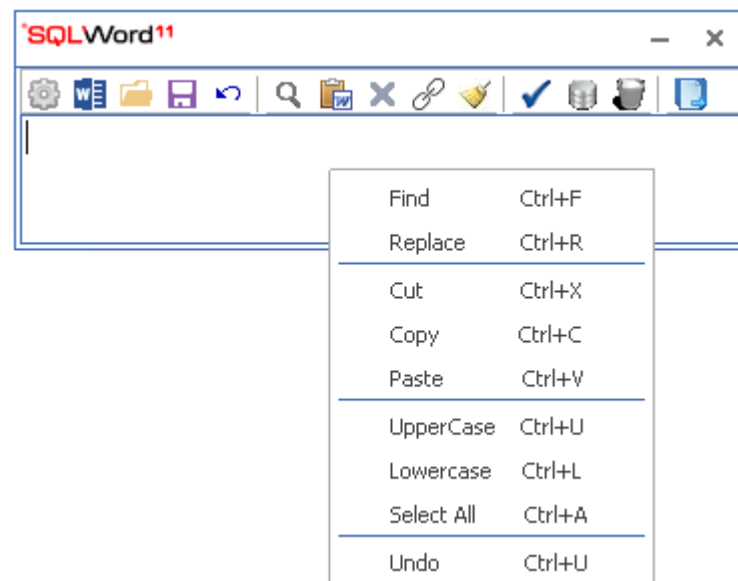 *SQLWord11
Find Ctrl+F
Replace Ctrl+R
Cut Ctrl+X
Copy Ctrl+C
Paste Ctrl+V
UpperCase Ctrl+U
Lowercase Ctrl+L
Select All Ctrl+A
Undo Ctrl+U